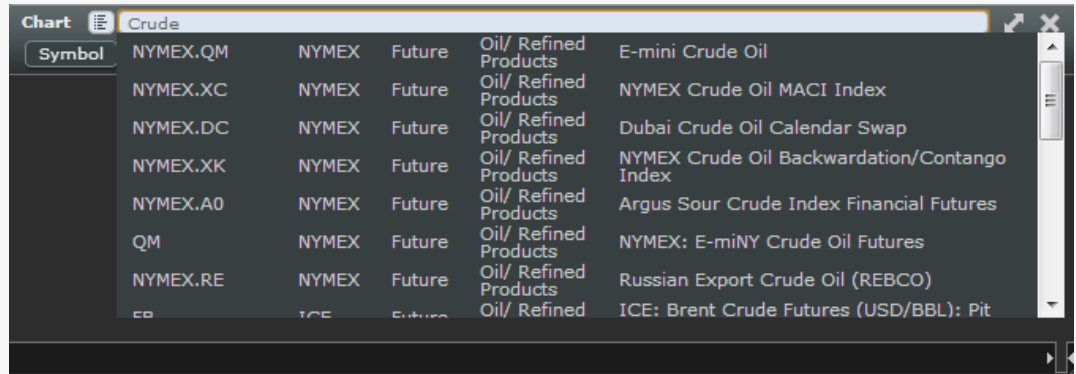 Chart Crude
Symbol
NYMEX.QM NYMEX Future Oil/ Refined Products E-mini Crude Oil
NYMEX.XC NYMEX Future Oil/ Refined Products NYMEX Crude Oil MACI Index
NYMEX.DC NYMEX Future Oil/ Refined Products Dubai Crude Oil Calendar Swap
NYMEX.XK NYMEX Future Oil/ Refined Products NYMEX Crude Oil Backwardation/Contango Index
NYMEX.A0 NYMEX Future Oil/ Refined Products Argus Sour Crude Index Financial Futures
QM NYMEX Future Oil/ Refined Products NYMEX: E-miNY Crude Oil Futures
NYMEX.RE NYMEX Future Oil/ Refined Products Russian Export Crude Oil (REBCO)
ICE Future Oil/ Refined ICE: Brent Crude Futures (USD/BBL): Pit